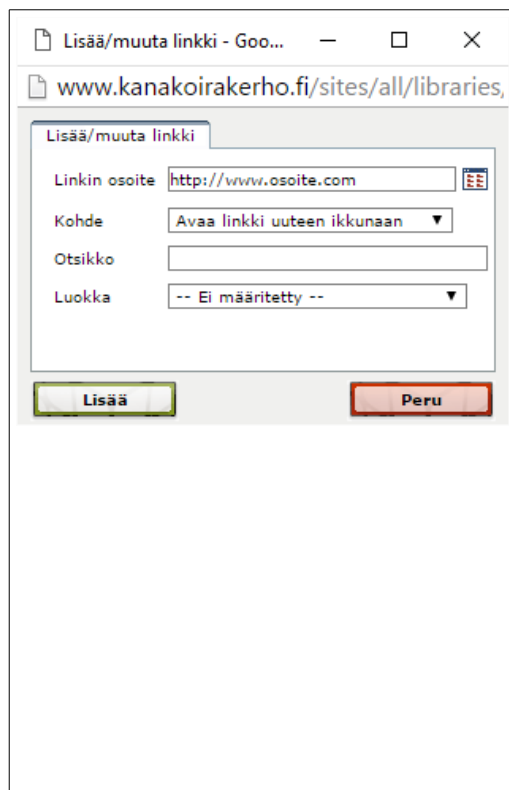 Lisää/muuta linkki - Goo...
www.kanakoirakerho.fi/sites/all/libraries,
Lisää/muuta linkki
Linkin osoite http://www.osoite.com
Kohde Avaa linkki uuteen ikkunaan
Otsikko
Luokka -- Ei määritetty --
Lisää Peru